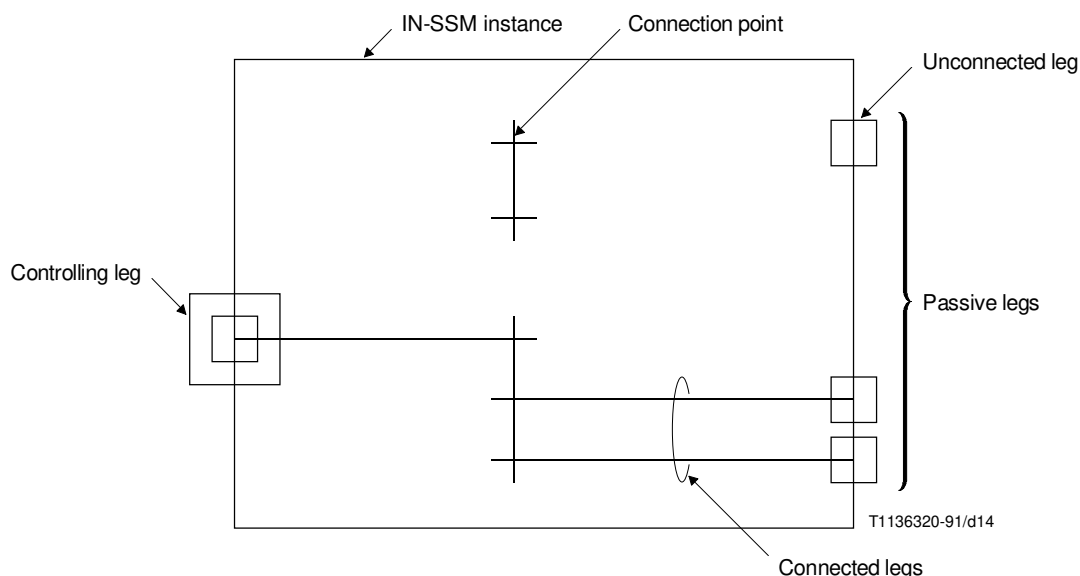 IN-SSM instance
Connection point
Unconnected leg
Controlling leg
Passive legs
T1136320-91/d14
Connected legs